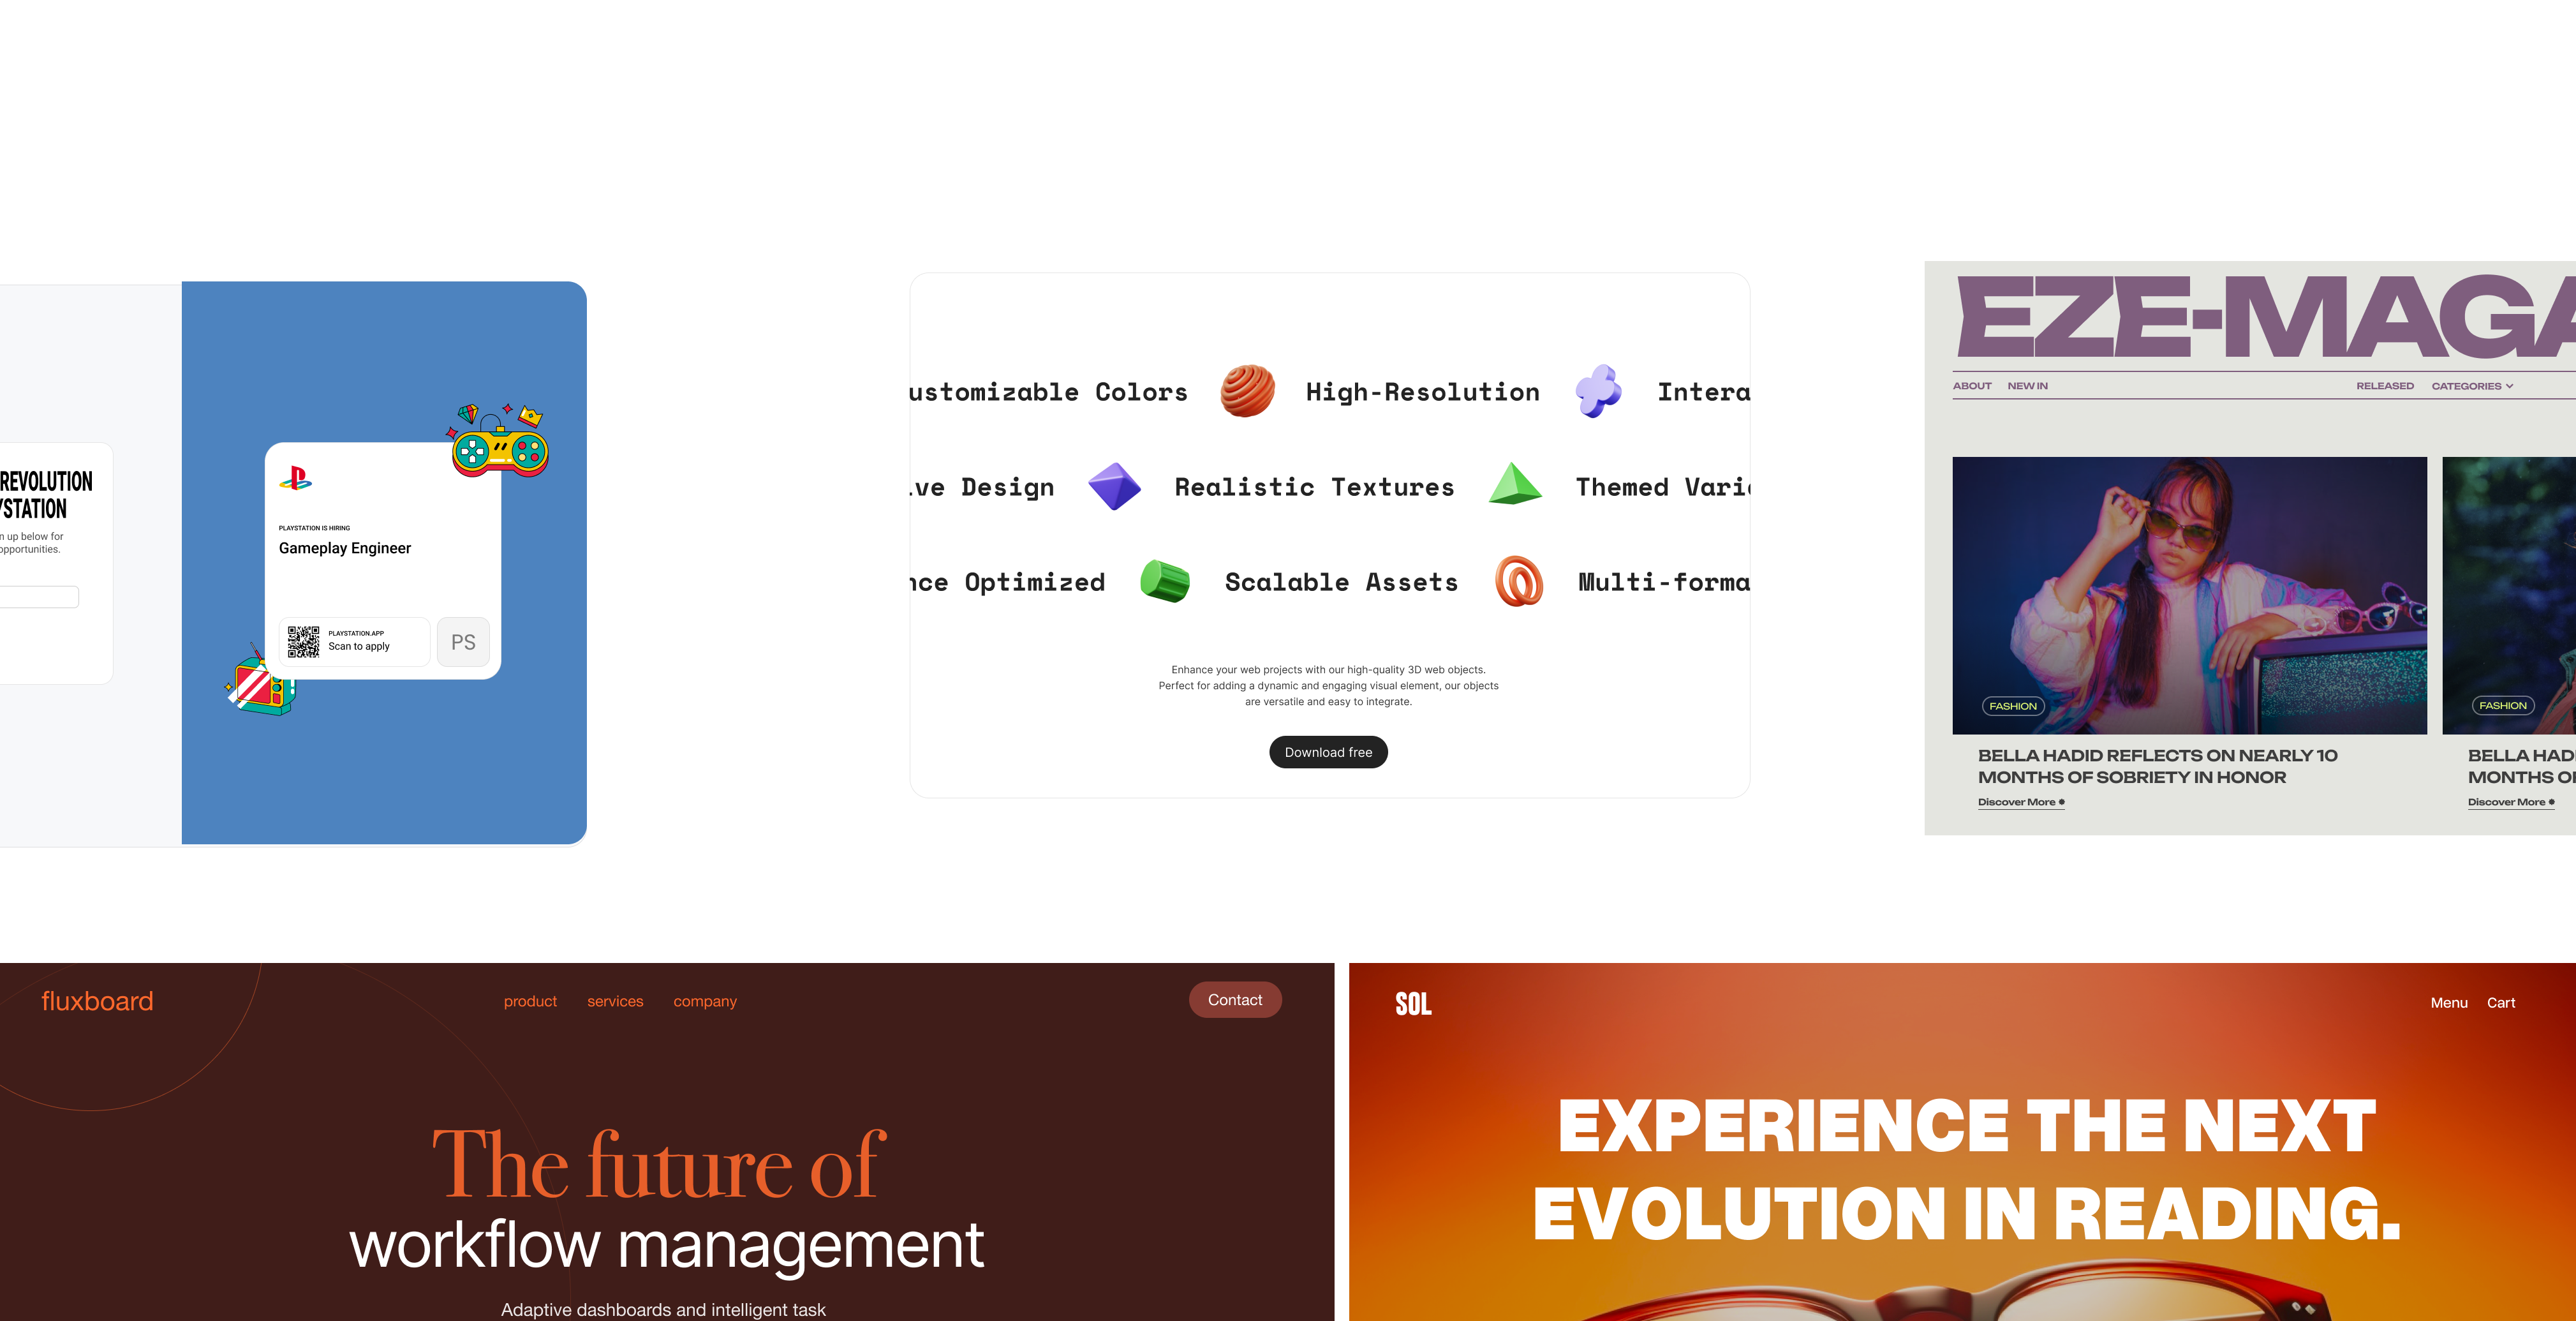 REVOLUTION
STATION
n up below for
opportunities.
PLAYSTATION IS HIRING
Gameplay Engineer
PLAYSTATION.APP
Scan to apply
PS
ustomizable Colors High-Resolution Intera
ve Design Realistic Textures Themed Vari
ce Optimized Scalable Assets Multi-forma
Enhance your web projects with our high-quality 3D web objects.
Perfect for adding a dynamic and engaging visual element, our objects
are versatile and easy to integrate.
Download free
EZE-MAGA
ABOUT NEW IN RELEASED CATEGORIES
FASHION
BELLA HADID REFLECTS ON NEARLY 10
MONTHS OF SOBRIETY IN HONOR
Discover More
FASHION
BELLA HAD
MONTHS O
Discover More
fluxboard product services company Contact
The future of
workflow management
Adaptive dashboards and intelligent task
SOL Menu Cart
EXPERIENCE THE NEXT
EVOLUTION IN READING.